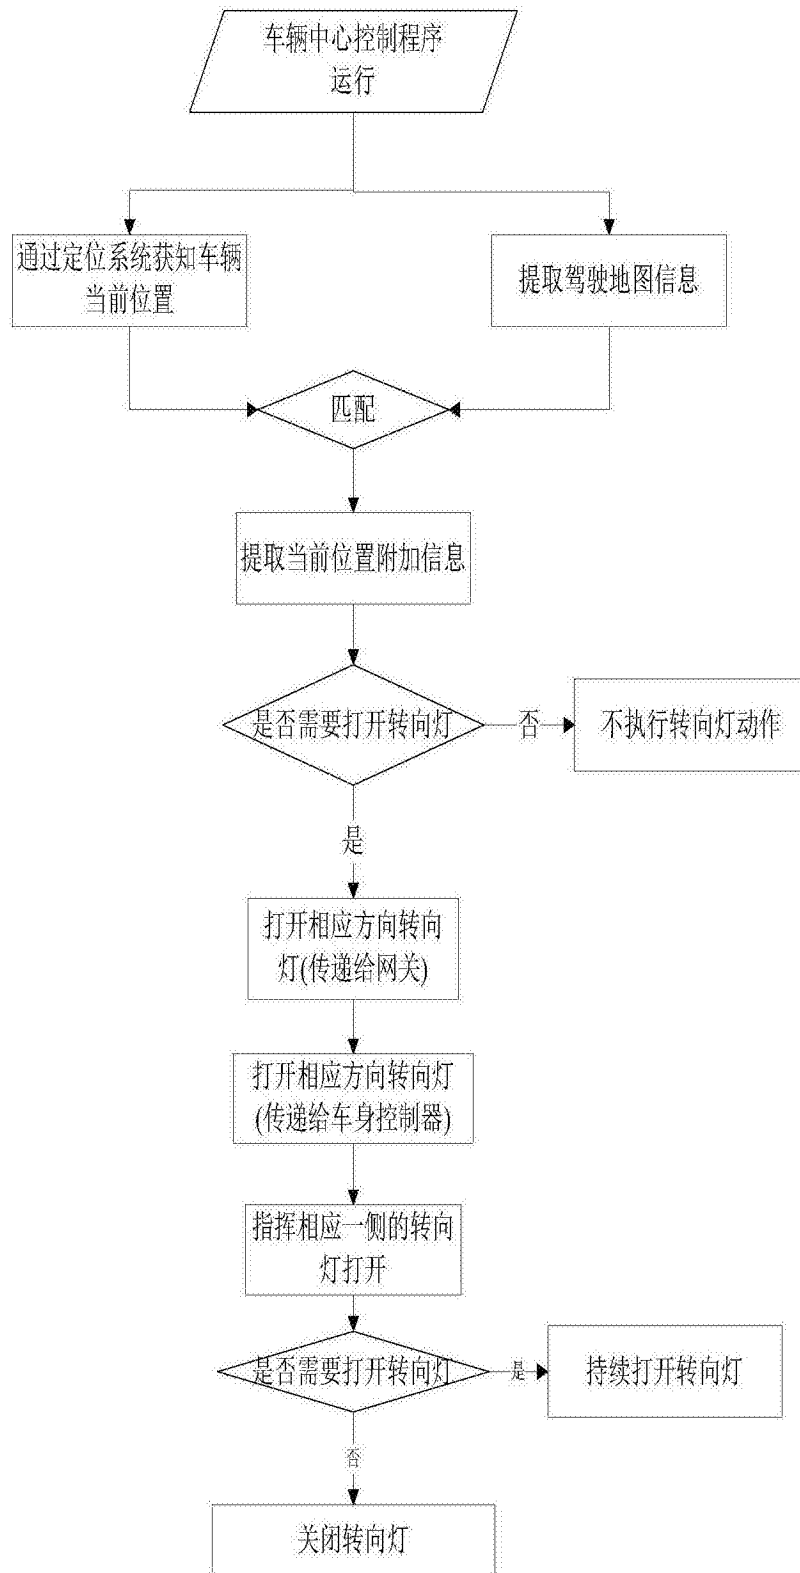 车辆中心控制程序
运行
通过定位系统获知车辆
当前位置
提取驾驶地图信息
匹配
提取当前位置附加信息
是否需要打开转向灯
否
不执行转向灯动作
是
打开相应方向转向
灯(传递给网关)
打开相应方向转向灯
(传递给车身控制器)
指挥相应一侧的转向
灯打开
是否需要打开转向灯
是
持续打开转向灯
否
关闭转向灯